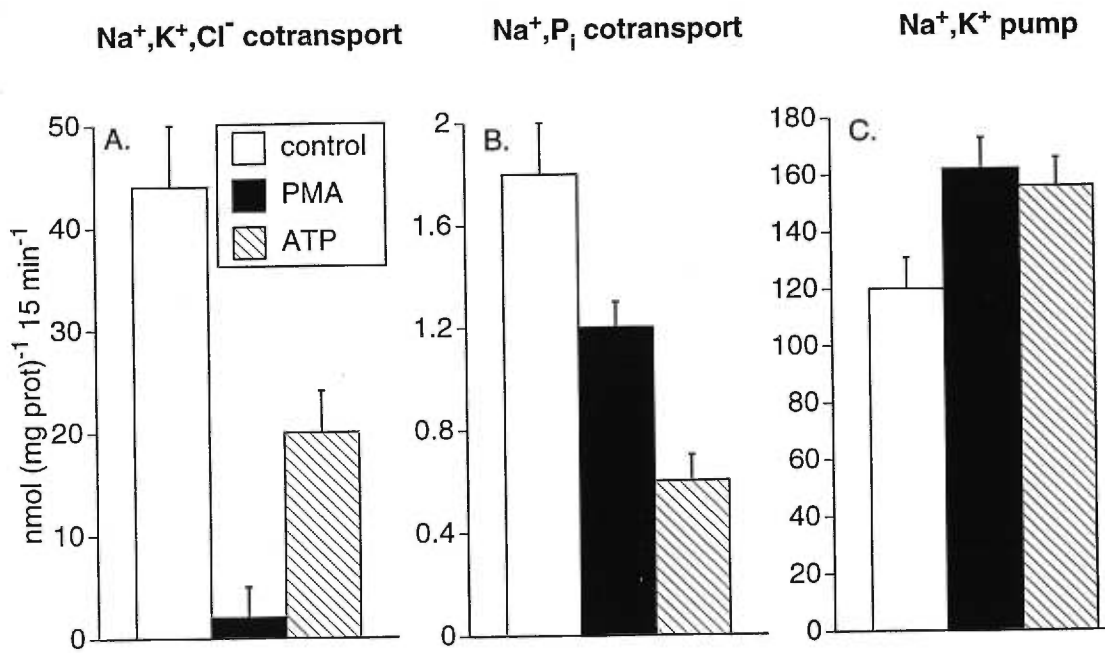 Na⁺,K⁺,Cl⁻ cotransport
Na⁺,Pᵢ cotransport
Na⁺,K⁺ pump
nmol (mg prot)⁻¹ 15 min⁻¹
A.
50
40
30
20
10
0
control
PMA
ATP
B.
2
1.6
1.2
0.8
0.4
0
C.
180
160
140
120
100
80
60
40
20
0